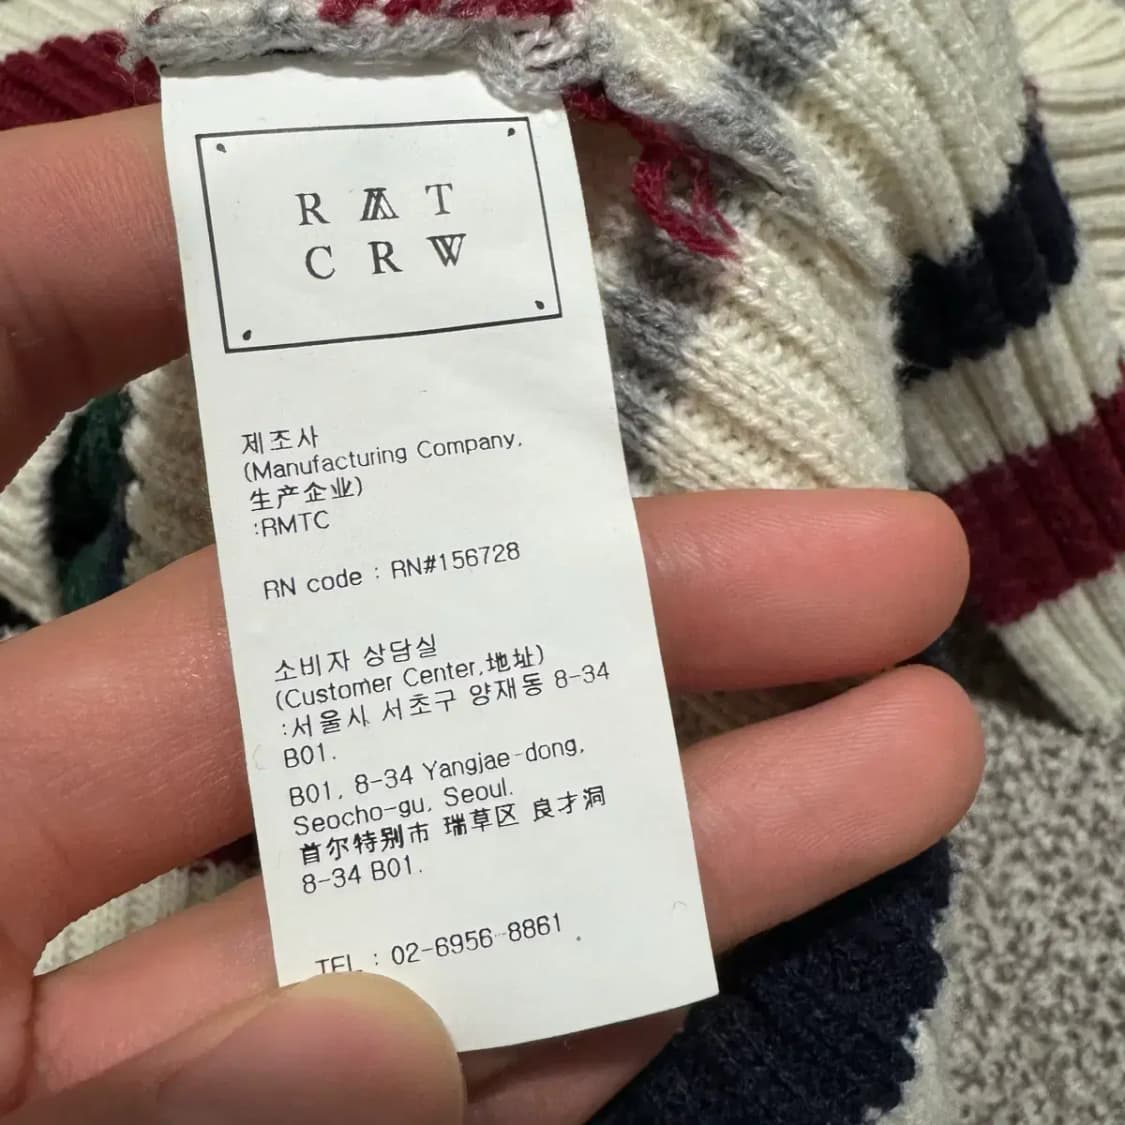 R M T
C R W
제조사
(Manufacturing Company,
生产企业)
:RMTC
RN code : RN#156728
소비자 상담실
(Customer Center,地址)
:서울사 서초구 양재동 8-34
B01.
B01, 8-34 Yangjae-dong,
Seocho-gu, Seoul.
首尔特别市 瑞草区 良才洞
8-34 B01.
TEL : 02-6956-8861